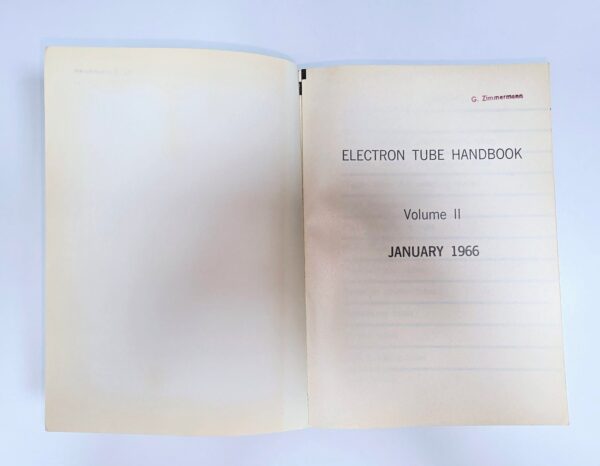 G. Zimmermann
ELECTRON TUBE HANDBOOK
Volume II
JANUARY 1966